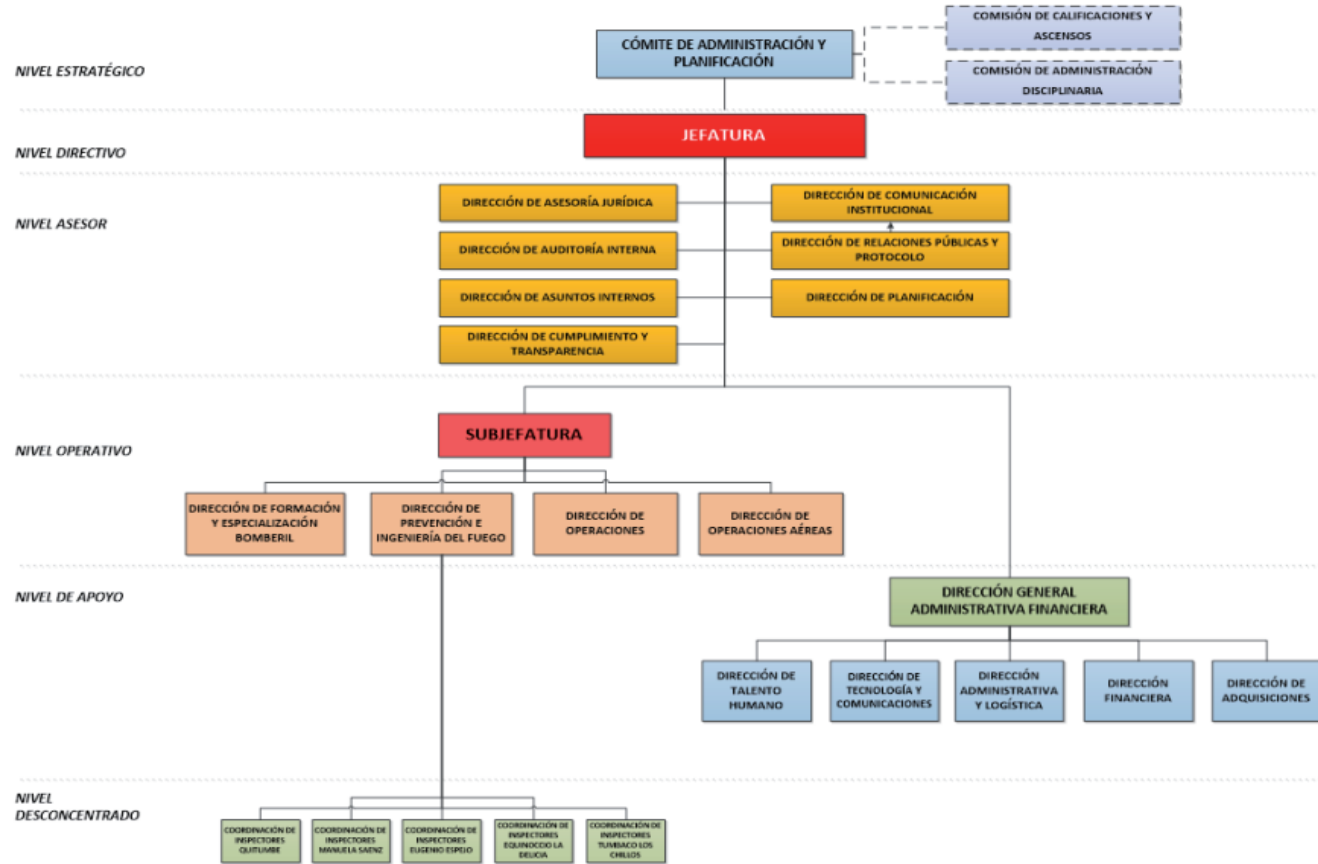 COMISIÓN DE CALIFICACIONES Y
ASCENSOS
CÓMITE DE ADMINISTRACIÓN Y
PLANIFICACIÓN
NIVEL ESTRATÉGICO
COMISIÓN DE ADMINISTRACIÓN
DISCIPLINARIA
JEFATURA
NIVEL DIRECTIVO
NIVEL ASESOR
DIRECCIÓN DE ASESORÍA JURÍDICA
DIRECCIÓN DE COMUNICACIÓN
INSTITUCIONAL
DIRECCIÓN DE AUDITORÍA INTERNA
DIRECCIÓN DE RELACIONES PÚBLICAS Y
PROTOCOLO
DIRECCIÓN DE ASUNTOS INTERNOS
DIRECCIÓN DE PLANIFICACIÓN
DIRECCIÓN DE CUMPLIMIENTO Y
TRANSPARENCIA
NIVEL OPERATIVO
SUBJEFATURA
DIRECCIÓN DE FORMACIÓN
Y ESPECIALIZACIÓN
BOMBERIL
DIRECCIÓN DE
PREVENCIÓN E
INGENIERÍA DEL FUEGO
DIRECCIÓN DE
OPERACIONES
DIRECCIÓN DE
OPERACIONES AÉREAS
NIVEL DE APOYO
DIRECCIÓN GENERAL
ADMINISTRATIVA FINANCIERA
DIRECCIÓN DE
TALENTO
HUMANO
DIRECCIÓN DE
TECNOLOGÍA Y
COMUNICACIONES
DIRECCIÓN
ADMINISTRATIVA
Y LOGÍSTICA
DIRECCIÓN
FINANCIERA
DIRECCIÓN DE
ADQUISICIONES
NIVEL
DESCONCENTRADO
COORDINACIÓN DE
INSPECTORES
QUITUMBE
COORDINACIÓN DE
INSPECTORES
MANUELA SAENZ
COORDINACIÓN DE
INSPECTORES
EUGENIO ESPEJO
COORDINACIÓN DE
INSPECTORES
EQUINOCCIO LA
DELICIA
COORDINACIÓN DE
INSPECTORES
TUMBACO LOS
CHILLOS